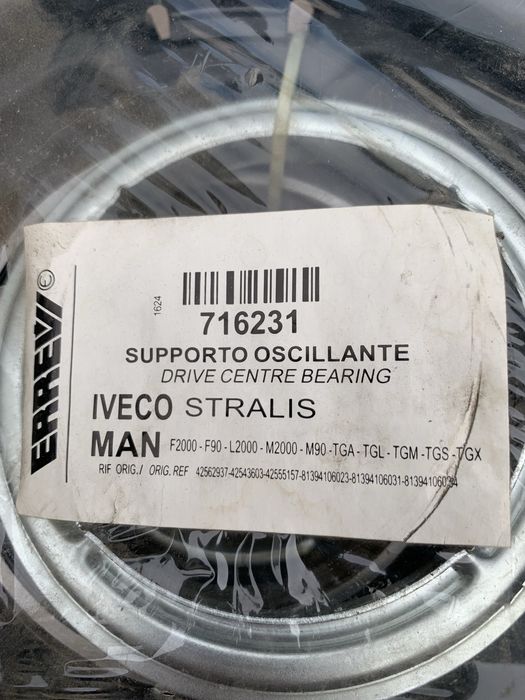 ERREVI
1624
716231
SUPPORTO OSCILLANTE
DRIVE CENTRE BEARING
IVECO STRALIS
MAN F2000 - F90 - L2000 - M2000 - M90 -TGA - TGL - TGM -TGS -TGX
RIF ORIG./ ORIG. REF 42562937-42543603-42555157-81394106023-81394106031-81394106034